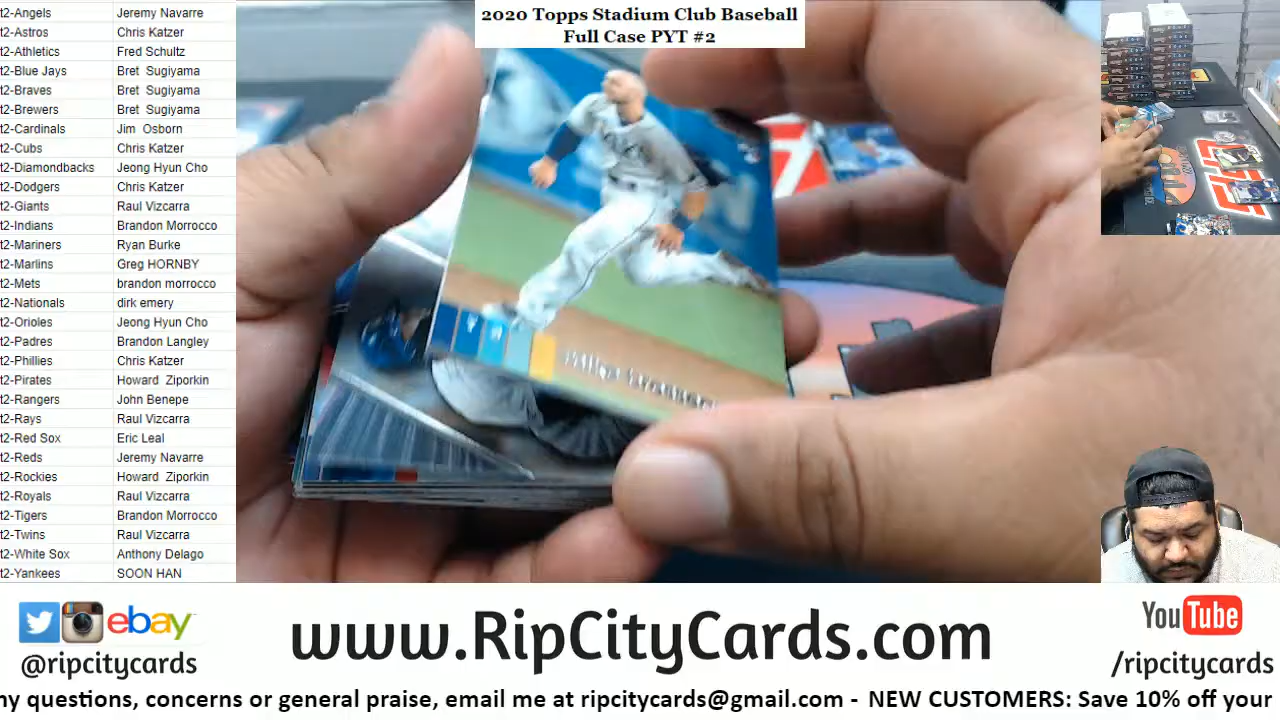 2020 Topps Stadium Club Baseball
Full Case PYT #2
t2-Angels Jeremy Navarre
t2-Astros Chris Katzer
t2-Athletics Fred Schultz
t2-Blue Jays Bret Sugiyama
t2-Braves Bret Sugiyama
t2-Brewers Bret Sugiyama
t2-Cardinals Jim Osborn
t2-Cubs Chris Katzer
t2-Diamondbacks Jeong Hyun Cho
t2-Dodgers Chris Katzer
t2-Giants Raul Vizcarra
t2-Indians Brandon Morrocco
t2-Mariners Ryan Burke
t2-Marlins Greg HORNBY
t2-Mets brandon morrocco
t2-Nationals dirk emery
t2-Orioles Jeong Hyun Cho
t2-Padres Brandon Langley
t2-Phillies Chris Katzer
t2-Pirates Howard Ziporkin
t2-Rangers John Benepe
t2-Rays Raul Vizcarra
t2-Red Sox Eric Leal
t2-Reds Jeremy Navarre
t2-Rockies Howard Ziporkin
t2-Royals Raul Vizcarra
t2-Tigers Brandon Morrocco
t2-Twins Raul Vizcarra
t2-White Sox Anthony Delago
t2-Yankees SOON HAN
ebay
@ripcitycards
www.RipCityCards.com
YouTube
/ripcitycards
ny questions, concerns or general praise, email me at ripcitycards@gmail.com - NEW CUSTOMERS: Save 10% off your